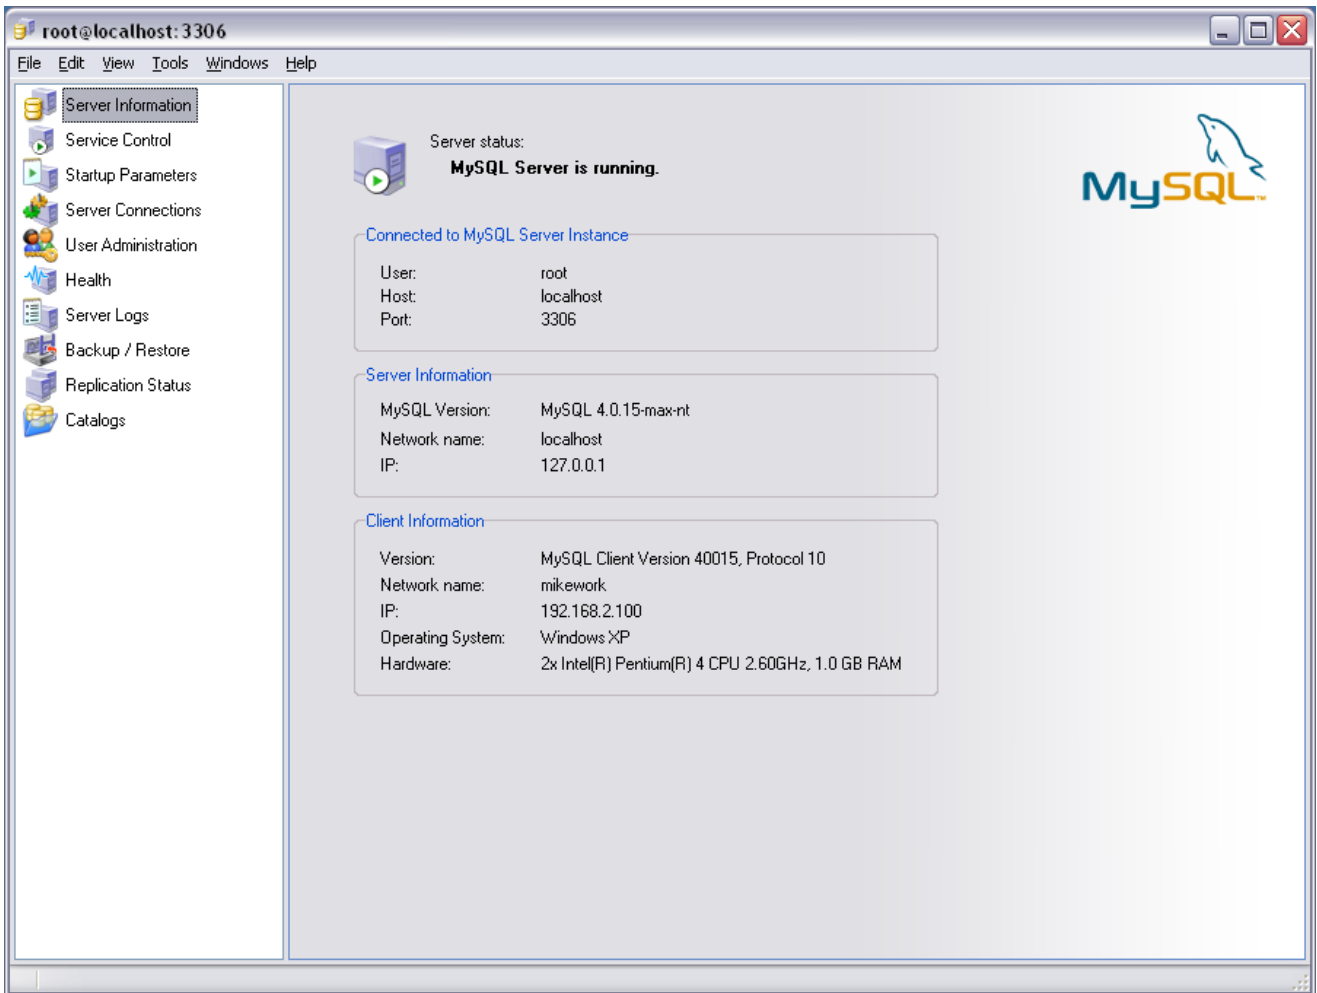 root@localhost:3306
File Edit View Tools Windows Help
Server Information
Service Control
Startup Parameters
Server Connections
User Administration
Health
Server Logs
Backup / Restore
Replication Status
Catalogs
Server status:
MySQL Server is running.
MySQL™
Connected to MySQL Server Instance
User: root
Host: localhost
Port: 3306
Server Information
MySQL Version: MySQL 4.0.15-max-nt
Network name: localhost
IP: 127.0.0.1
Client Information
Version: MySQL Client Version 40015, Protocol 10
Network name: mikework
IP: 192.168.2.100
Operating System: Windows XP
Hardware: 2x Intel(R) Pentium(R) 4 CPU 2.60GHz, 1.0 GB RAM